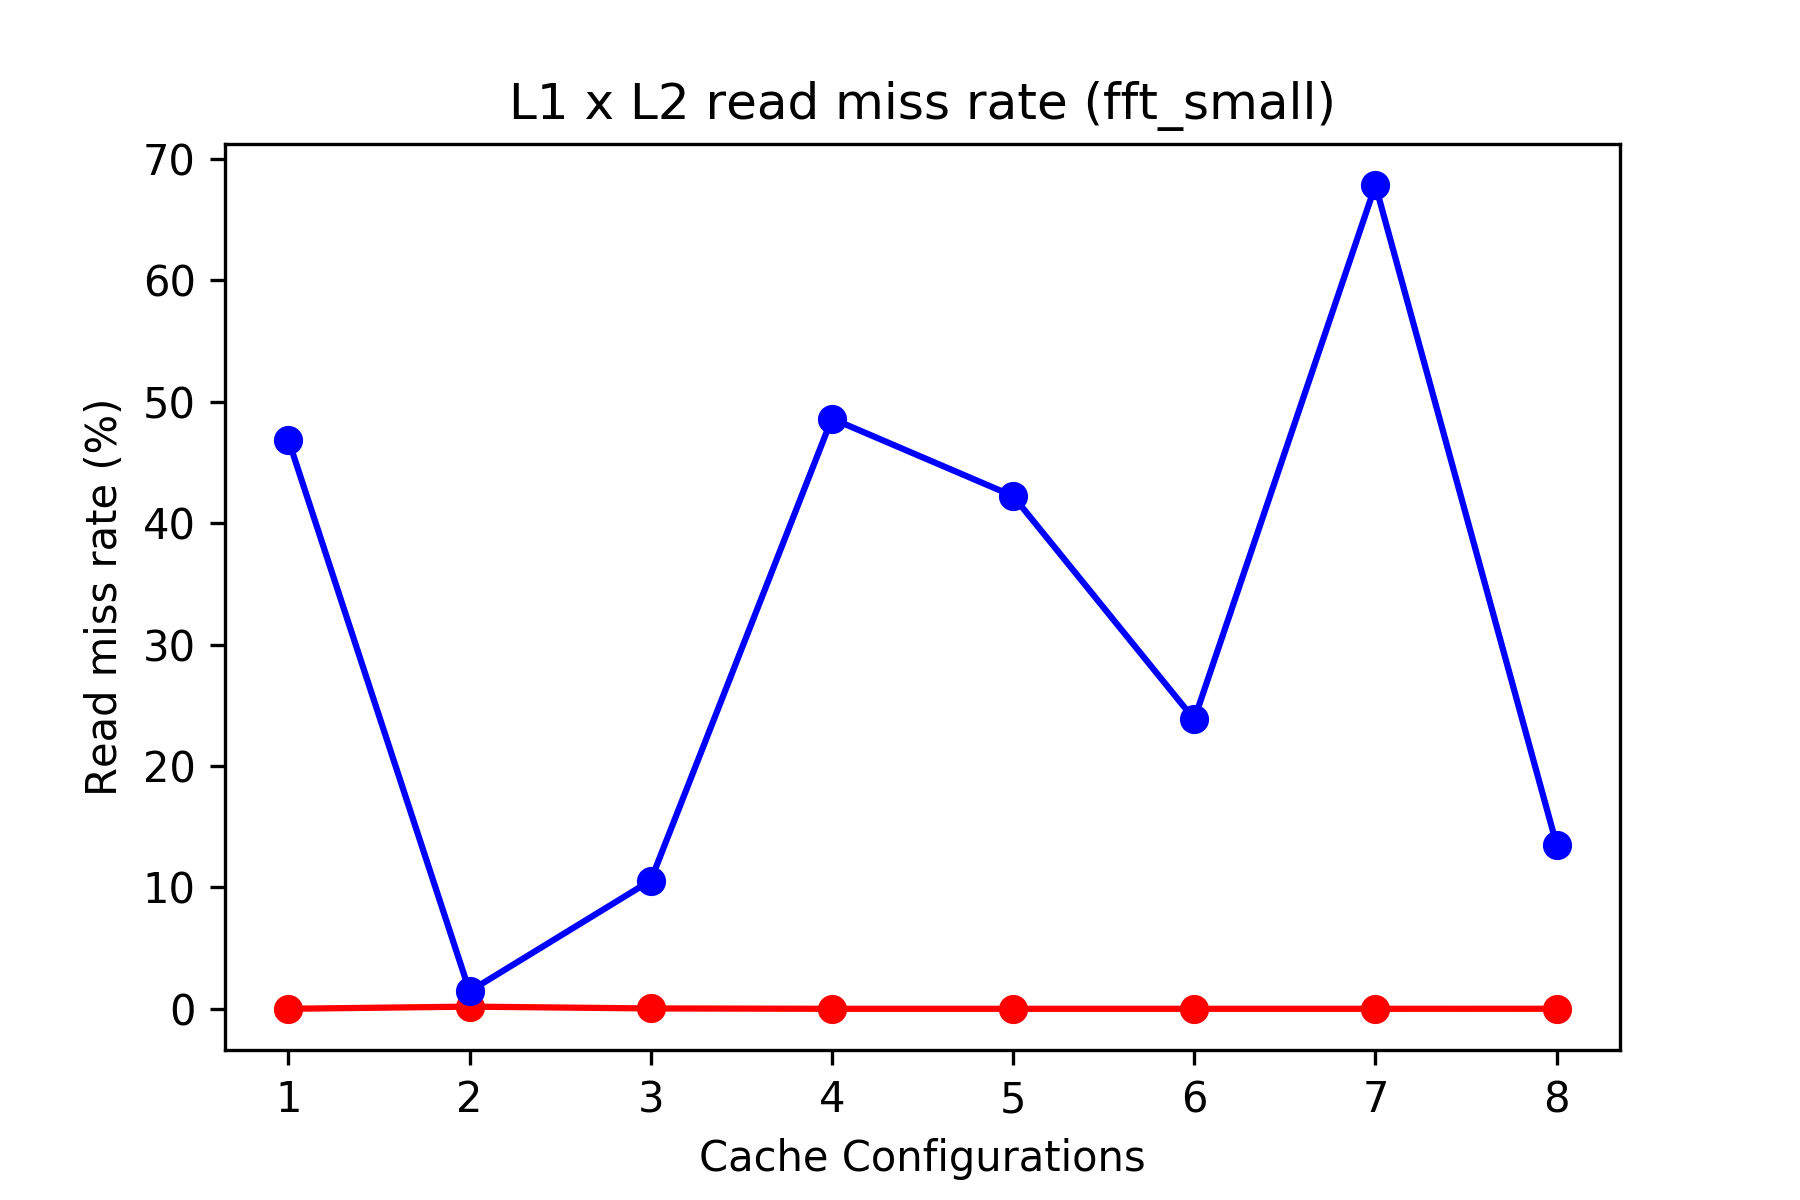 L1 x L2 read miss rate (fft_small)
70
60
50
40
30
20
10
0
Read miss rate (%)
1 2 3 4 5 6 7 8
Cache Configurations